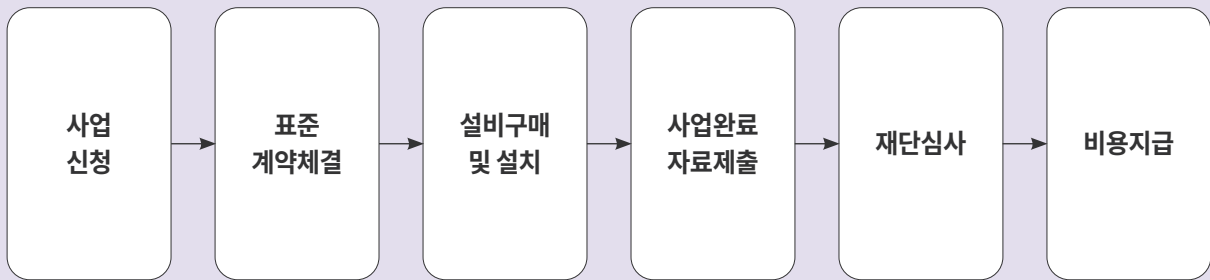 사업
신청
표준
계약체결
설비구매
및 설치
사업완료
자료제출
재단심사
비용지급